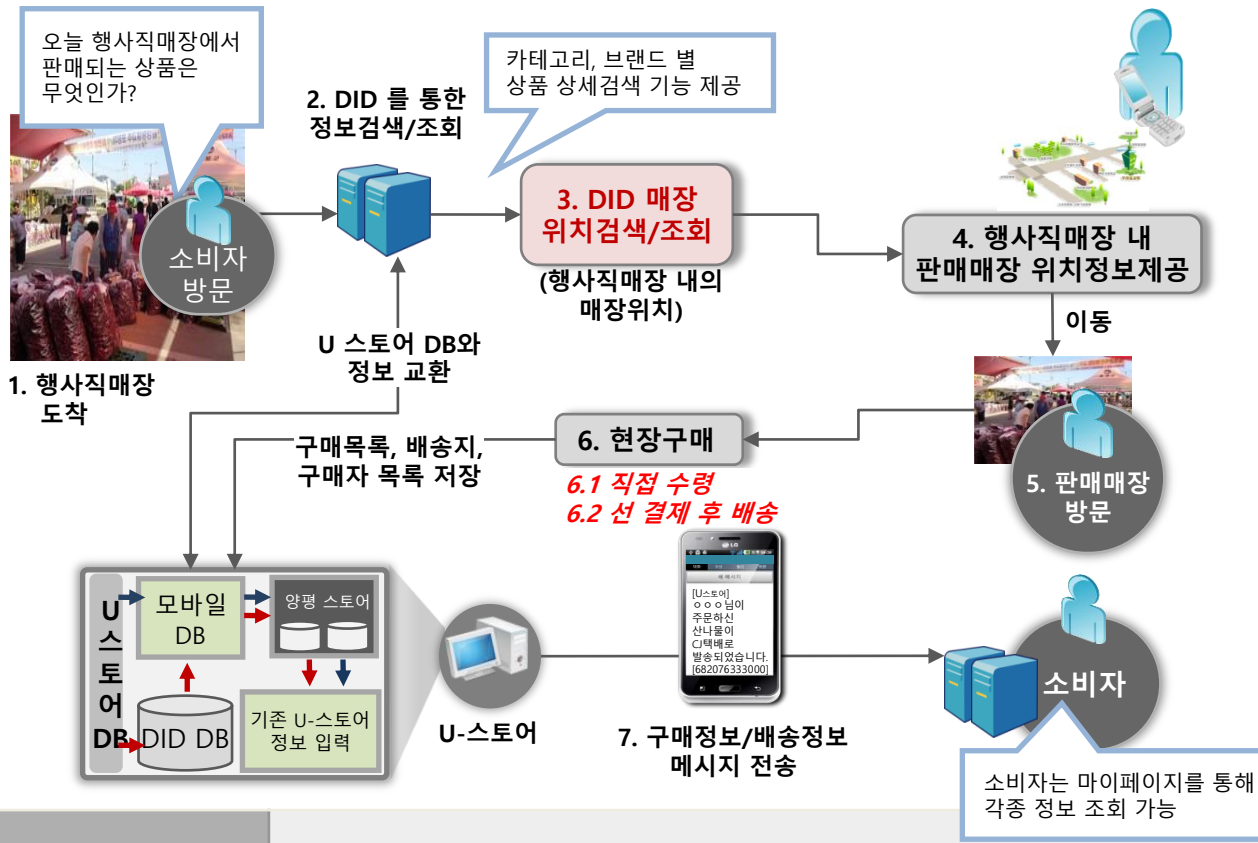 오늘 행사직매장에서
판매되는 상품은
무엇인가?
카테고리, 브랜드 별
상품 상세검색 기능 제공
2. DID 를 통한
정보검색/조회
3. DID 매장
위치검색/조회
(행사직매장 내의
매장위치)
4. 행사직매장 내
판매매장 위치정보제공
소비자
방문
1. 행사직매장
도착
U 스토어 DB와
정보 교환
이동
구매목록, 배송지,
구매자 목록 저장
6. 현장구매
6.1 직접 수령
6.2 선 결제 후 배송
5. 판매매장
방문
U
스
토
어
DB
모바일
DB
양평 스토어
DID DB
기존 U-스토어
정보 입력
U-스토어
LG
새 메시지
[U스토어]
ㅇㅇㅇ님이
주문하신
산나물이
CJ택배로
발송되었습니다.
[682076333000]
7. 구매정보/배송정보
메시지 전송
소비자
소비자는 마이페이지를 통해
각종 정보 조회 가능